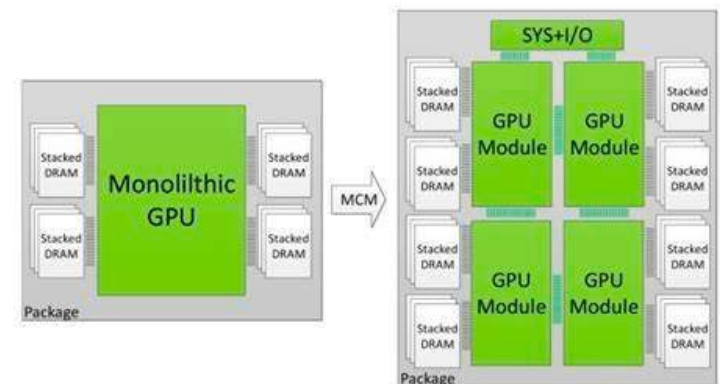 Stacked
DRAM
Stacked
DRAM
Monolilthic
GPU
Stacked
DRAM
Stacked
DRAM
Package
MCM
SYS+I/O
Stacked
DRAM
Stacked
DRAM
Stacked
DRAM
Stacked
DRAM
GPU
Module
GPU
Module
GPU
Module
GPU
Module
Stacked
DRAM
Stacked
DRAM
Stacked
DRAM
Stacked
DRAM
Package